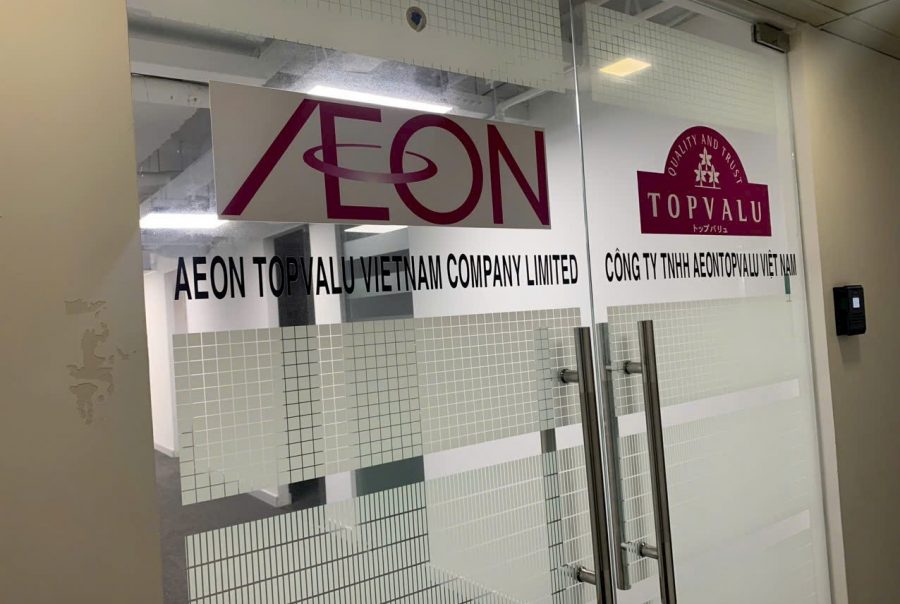 ÆON
AEON TOPVALU VIETNAM COMPANY LIMITED
QUALITY AND TRUST
TOPVALU
トップバリュ
CÔNG TY TNHH AEONTOPVALU VIỆT NAM